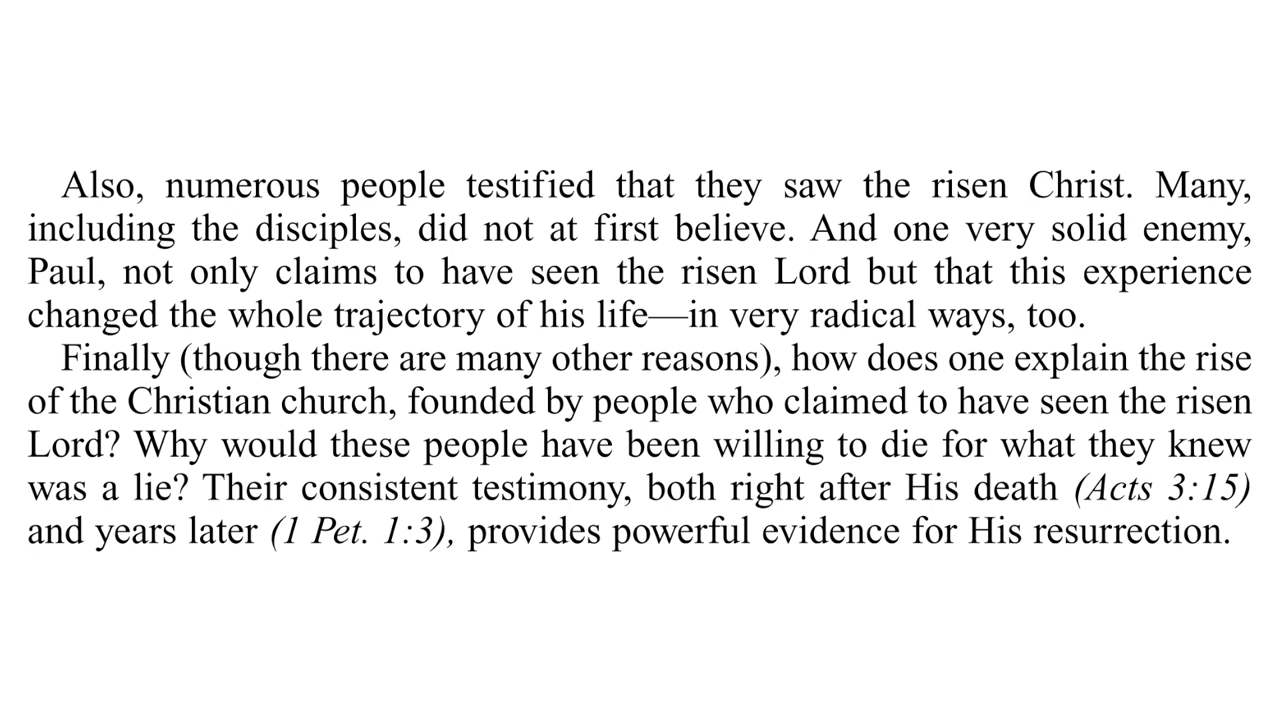 Also, numerous people testified that they saw the risen Christ. Many,
including the disciples, did not at first believe. And one very solid enemy,
Paul, not only claims to have seen the risen Lord but that this experience
changed the whole trajectory of his life—in very radical ways, too.
Finally (though there are many other reasons), how does one explain the rise
of the Christian church, founded by people who claimed to have seen the risen
Lord? Why would these people have been willing to die for what they knew
was a lie? Their consistent testimony, both right after His death (Acts 3:15)
and years later (1 Pet. 1:3), provides powerful evidence for His resurrection.